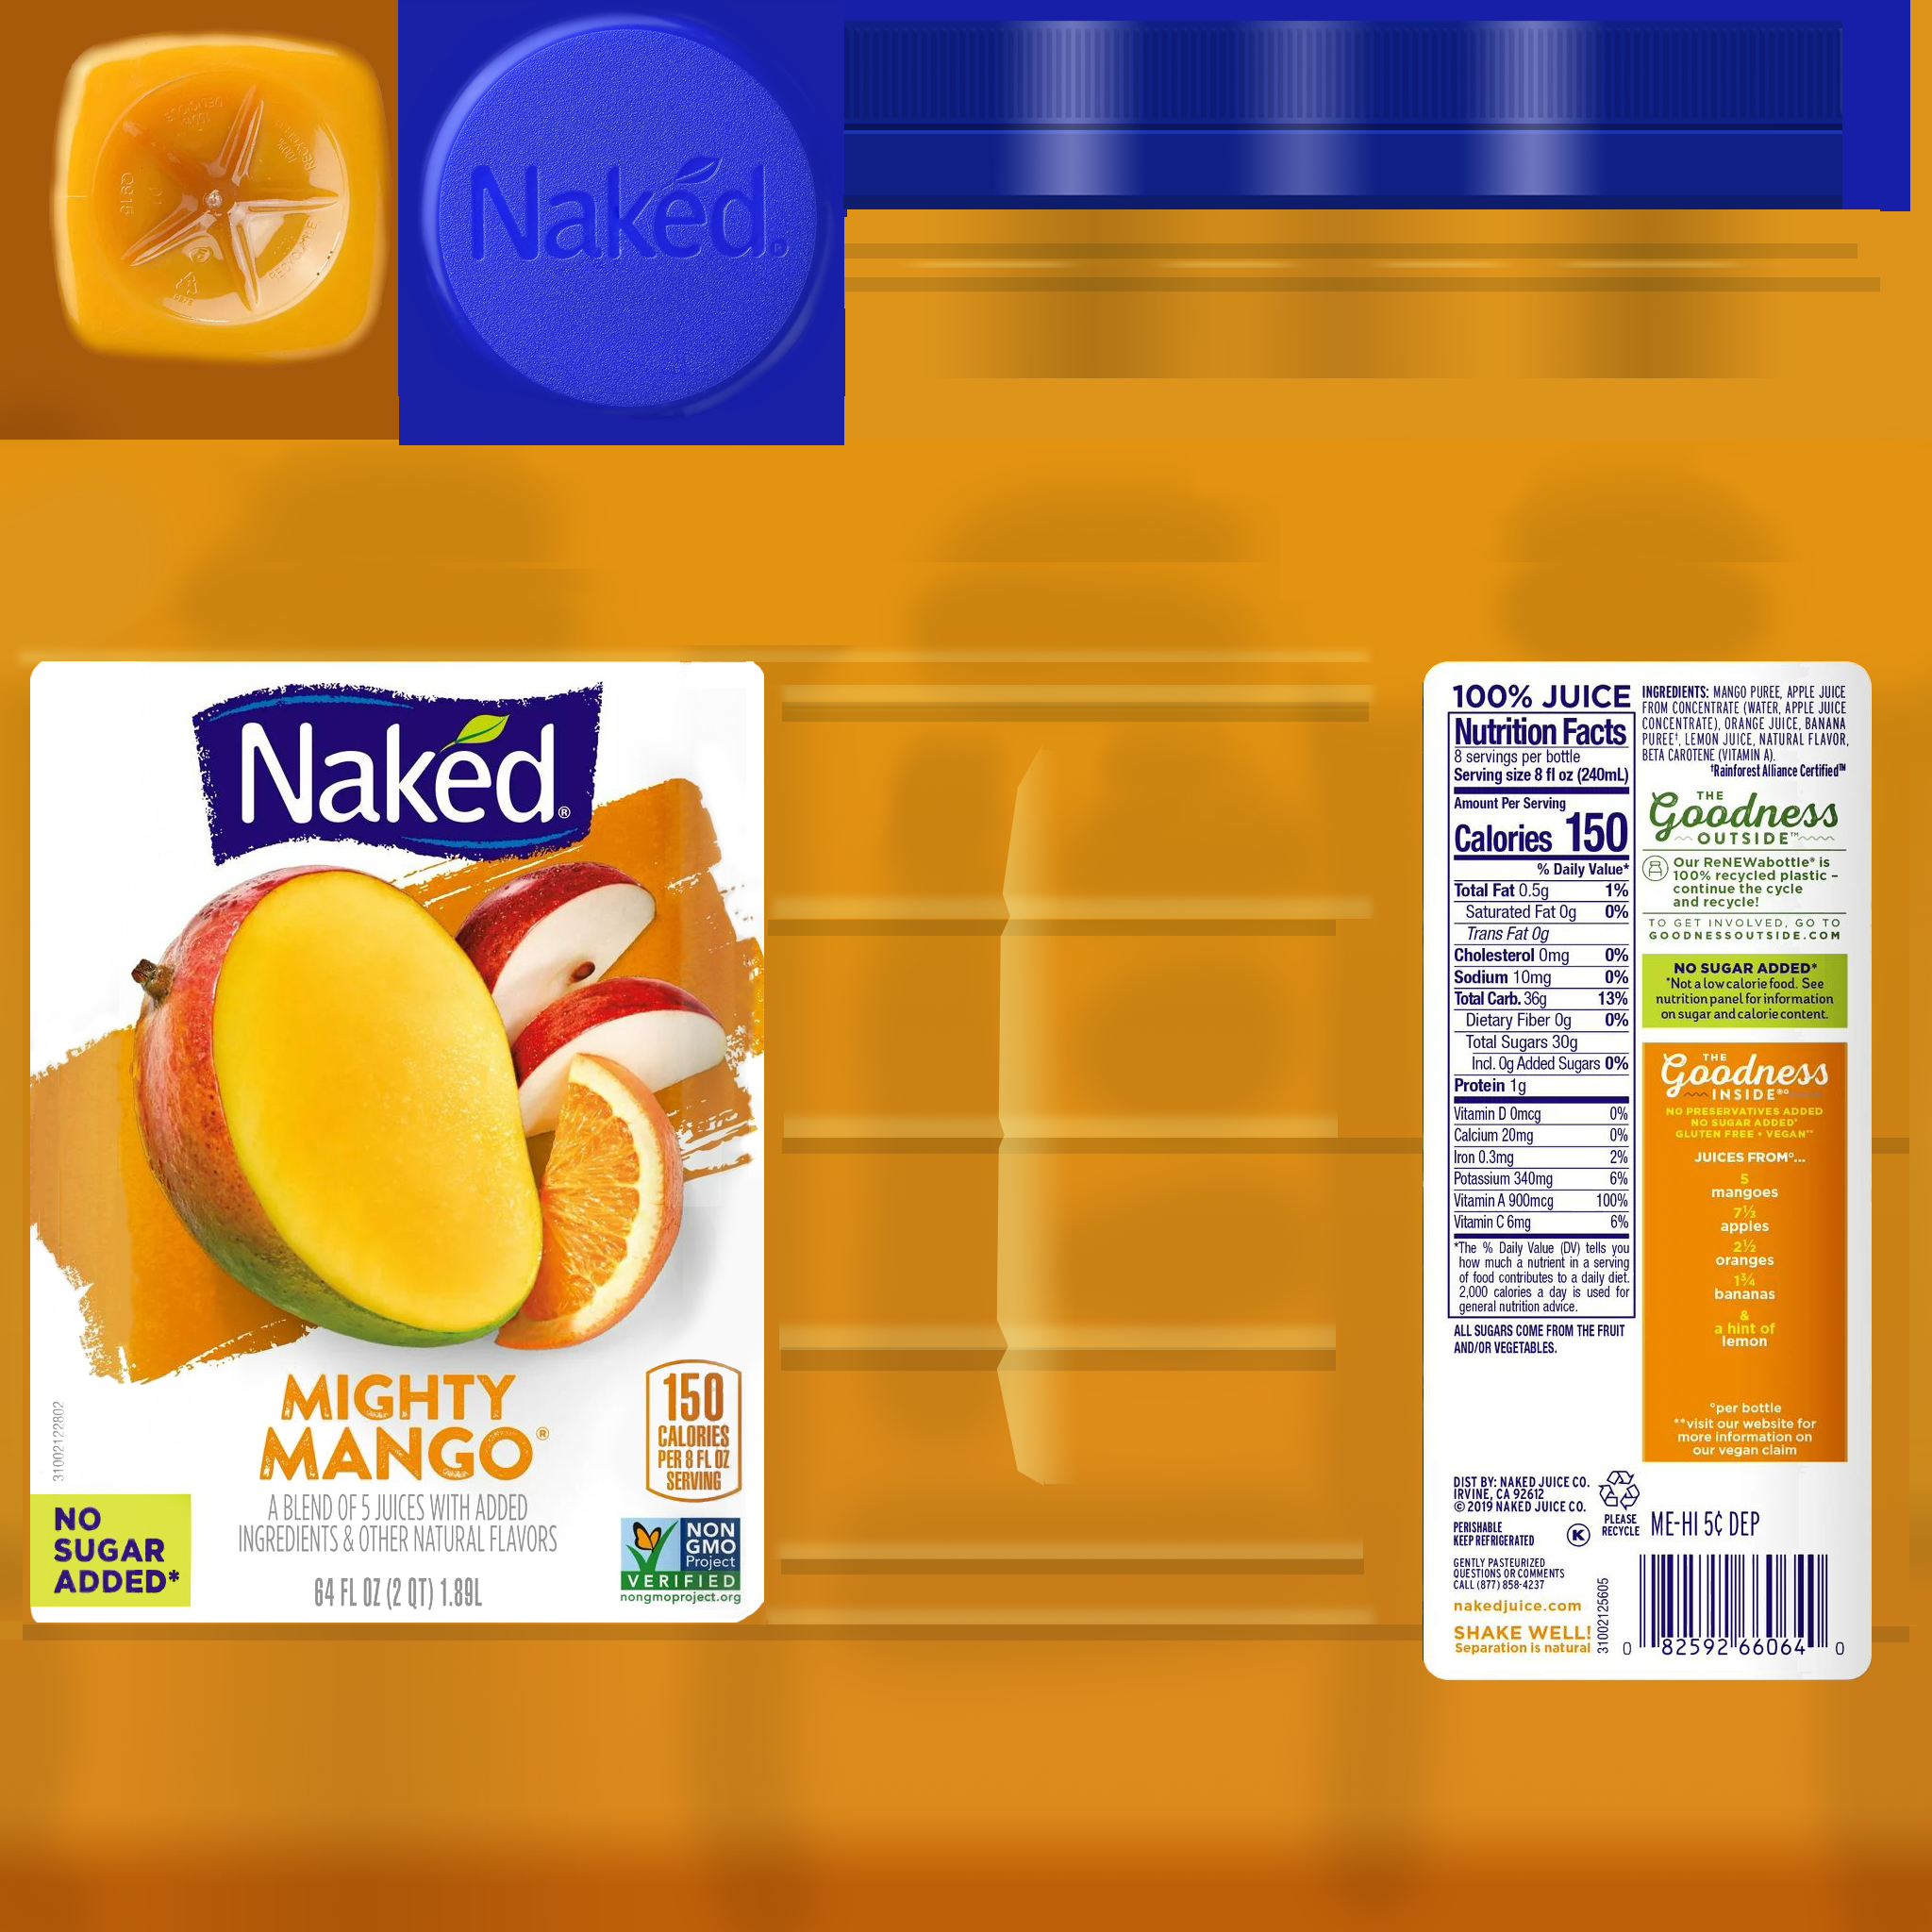 Naked®
Naked®
MIGHTY
MANGO®
A BLEND OF 5 JUICES WITH ADDED
INGREDIENTS & OTHER NATURAL FLAVORS
64 FL OZ (2 QT) 1.89L
31002122802
NO
SUGAR
ADDED*
150
CALORIES
PER 8 FL OZ
SERVING
NON
GMO
Project
VERIFIED
nongmoproject.org
100% JUICE
Nutrition Facts
8 servings per bottle
Serving size 8 fl oz (240mL)
Amount Per Serving
Calories 150
% Daily Value*
Total Fat 0.5g 1%
Saturated Fat 0g 0%
Trans Fat 0g
Cholesterol 0mg 0%
Sodium 10mg 0%
Total Carb. 36g 13%
Dietary Fiber 0g 0%
Total Sugars 30g
Incl. 0g Added Sugars 0%
Protein 1g
Vitamin D 0mcg 0%
Calcium 20mg 0%
Iron 0.3mg 2%
Potassium 340mg 6%
Vitamin A 900mcg 100%
Vitamin C 6mg 6%
*The % Daily Value (DV) tells you
how much a nutrient in a serving
of food contributes to a daily diet.
2,000 calories a day is used for
general nutrition advice.
ALL SUGARS COME FROM THE FRUIT
AND/OR VEGETABLES.
INGREDIENTS: MANGO PUREE, APPLE JUICE
FROM CONCENTRATE (WATER, APPLE JUICE
CONCENTRATE), ORANGE JUICE, BANANA
PUREE†, LEMON JUICE, NATURAL FLAVOR,
BETA CAROTENE (VITAMIN A).
†Rainforest Alliance Certified™
THE
Goodness
OUTSIDE™
Our ReNEWabottle® is
100% recycled plastic –
continue the cycle
and recycle!
TO GET INVOLVED, GO TO
GOODNESSOUTSIDE.COM
NO SUGAR ADDED*
*Not a low calorie food. See
nutrition panel for information
on sugar and calorie content.
THE
Goodness
INSIDE®°
NO PRESERVATIVES ADDED
NO SUGAR ADDED*
GLUTEN FREE • VEGAN**
JUICES FROM°...
5
mangoes
7⅓
apples
2½
oranges
1¾
bananas
&
a hint of
lemon
°per bottle
**visit our website for
more information on
our vegan claim
DIST BY: NAKED JUICE CO.
IRVINE, CA 92612
© 2019 NAKED JUICE CO.
PERISHABLE
KEEP REFRIGERATED
K
PLEASE
RECYCLE
ME-HI 5¢ DEP
GENTLY PASTEURIZED
QUESTIONS OR COMMENTS
CALL (877) 858-4237
nakedjuice.com
SHAKE WELL!
Separation is natural
31002125605
0 82592 66064 0